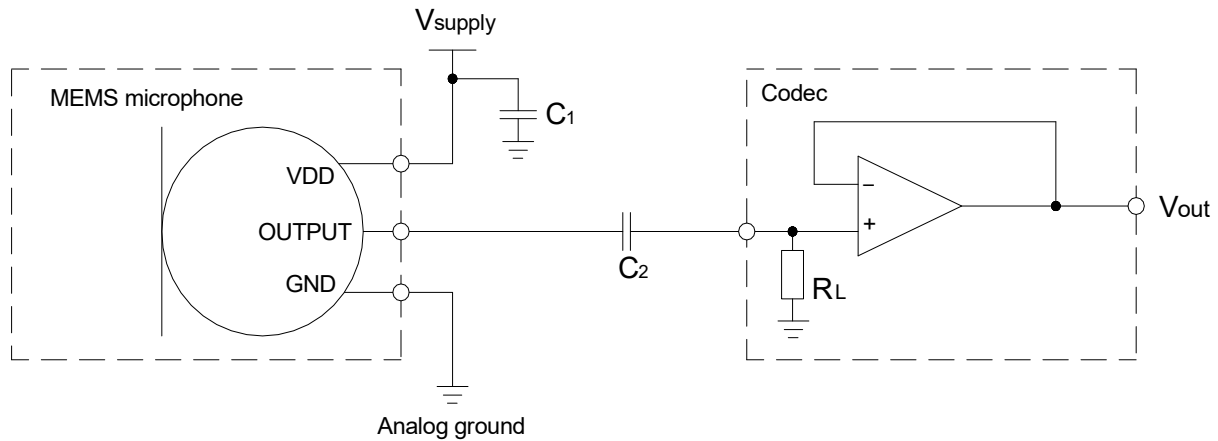 Vsupply
MEMS microphone
C1
Codec
VDD
−
OUTPUT
+
Vout
C2
GND
RL
Analog ground